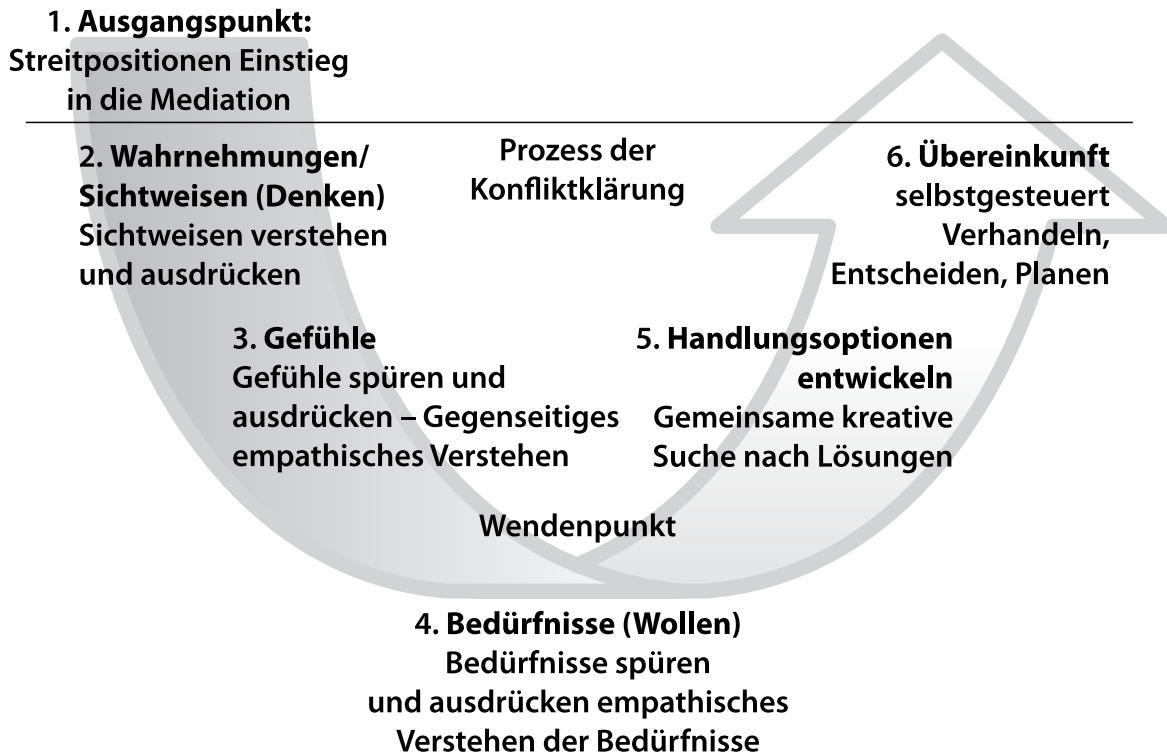 1. Ausgangspunkt:
Streitpositionen Einstieg
in die Mediation
2. Wahrnehmungen/
Sichtweisen (Denken)
Sichtweisen verstehen
und ausdrücken
Prozess der
Konfliktklärung
6. Übereinkunft
selbstgesteuert
Verhandeln,
Entscheiden, Planen
3. Gefühle
Gefühle spüren und
ausdrücken – Gegenseitiges
empathisches Verstehen
5. Handlungsoptionen
entwickeln
Gemeinsame kreative
Suche nach Lösungen
Wendenpunkt
4. Bedürfnisse (Wollen)
Bedürfnisse spüren
und ausdrücken empathisches
Verstehen der Bedürfnisse